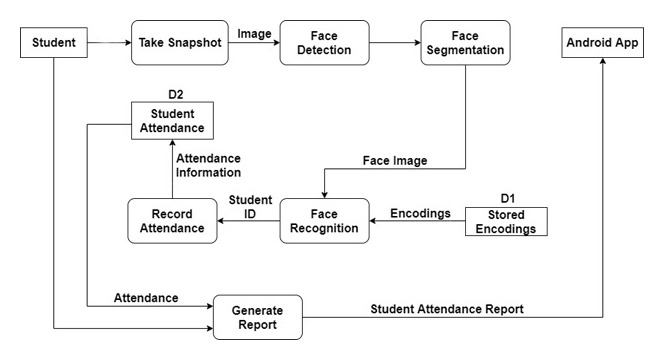 Student
Take Snapshot
Image
Face
Detection
Face
Segmentation
Android App
D2
Student
Attendance
Attendance
Information
Face Image
Record
Attendance
Student
ID
Face
Recognition
Encodings
D1
Stored
Encodings
Attendance
Generate
Report
Student Attendance Report